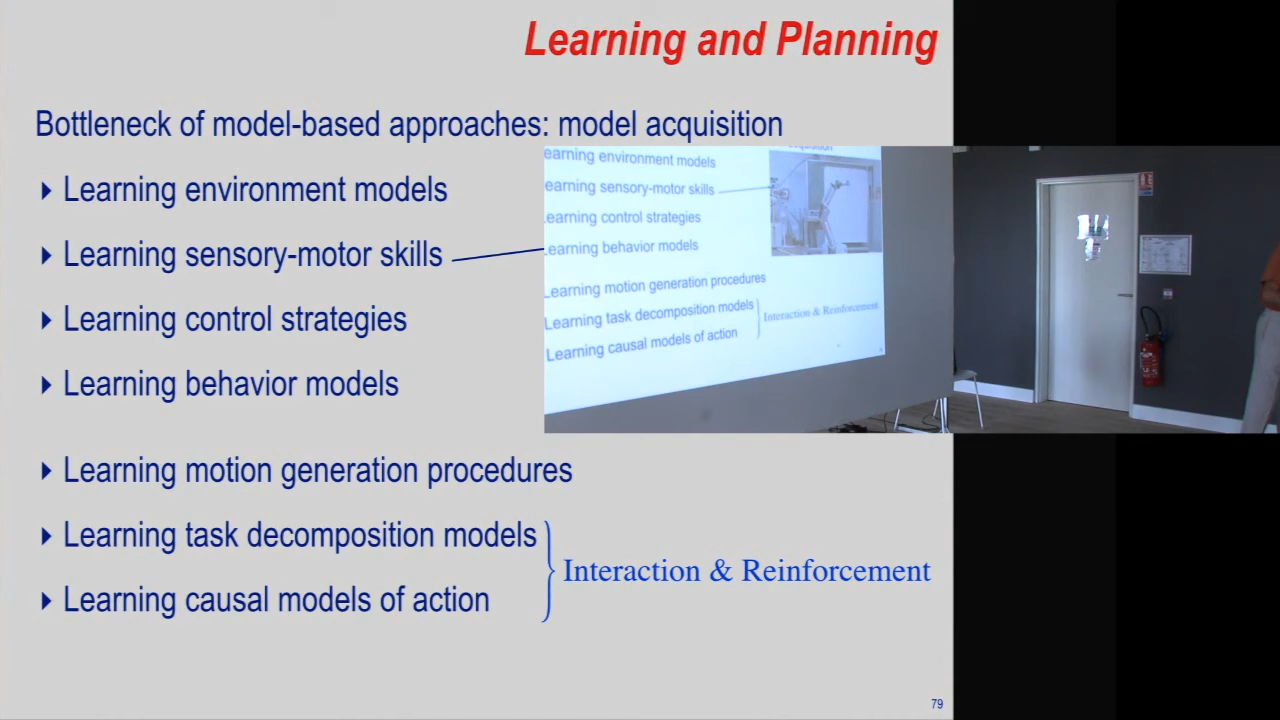 Learning and Planning
Bottleneck of model-based approaches: model acquisition
Learning environment models
Learning sensory-motor skills
Learning control strategies
Learning behavior models
Learning motion generation procedures
Learning task decomposition models
Learning causal models of action
Interaction & Reinforcement
79
earning environment models
earning sensory-motor skills
earning control strategies
earning behavior models
Learning motion generation procedures
Learning task decomposition models
Learning causal models of action
Interaction & Reinforcement